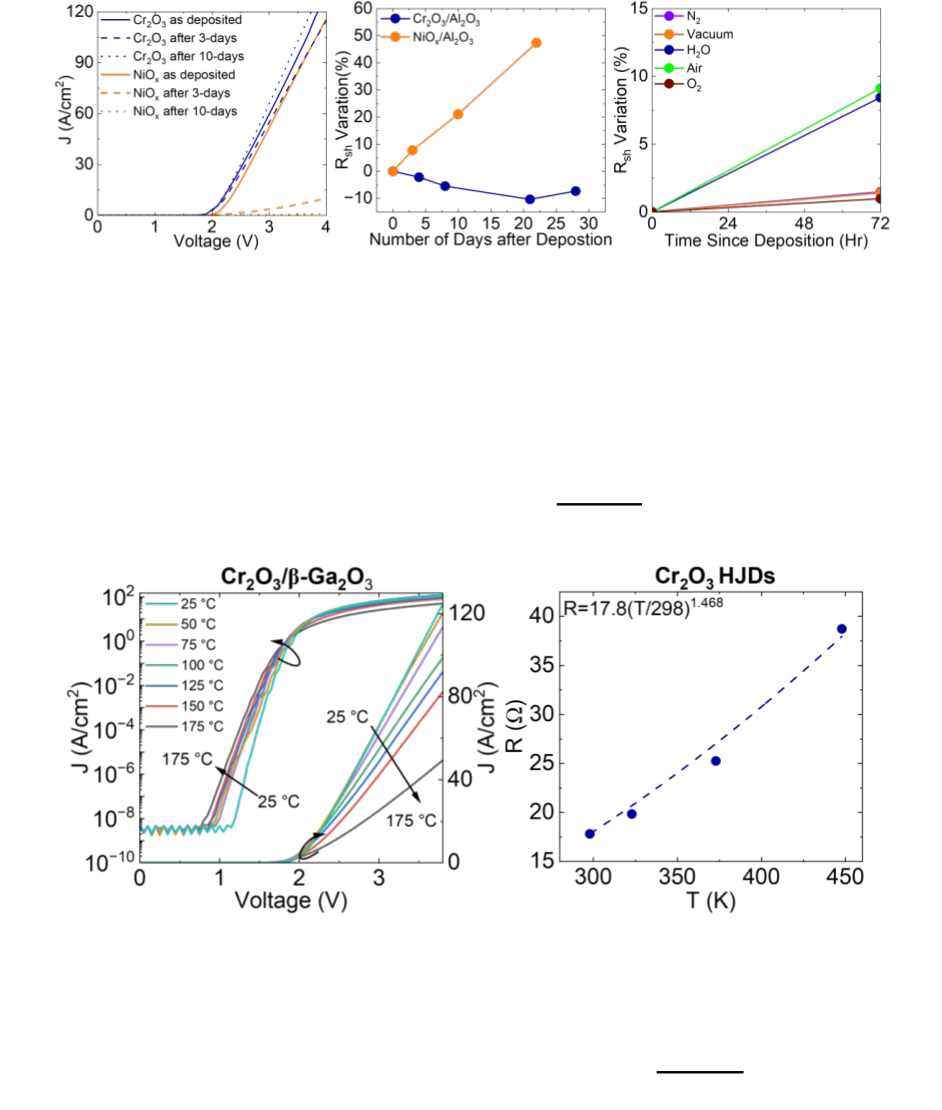 120
90
60
30
0
J (A/cm²)
Cr₂O₃ as deposited
Cr₂O₃ after 3-days
Cr₂O₃ after 10-days
NiOₓ as deposited
NiOₓ after 3-days
NiOₓ after 10-days
0 1 2 3 4
Voltage (V)
60
50
40
30
20
10
0
−10
Rsh Varation(%)
Cr₂O₃/Al₂O₃
NiOₓ/Al₂O₃
0 5 10 15 20 25 30
Number of Days after Depostion
15
10
5
0
Rsh Variation (%)
N₂
Vacuum
H₂O
Air
O₂
0 24 48 72
Time Since Deposition (Hr)
Cr₂O₃/β-Ga₂O₃
10²
10⁰
10⁻²
10⁻⁴
10⁻⁶
10⁻⁸
10⁻¹⁰
J (A/cm²)
25 °C
50 °C
75 °C
100 °C
125 °C
150 °C
175 °C
175 °C
25 °C
25 °C
175 °C
120
80
40
0
J (A/cm²)
0 1 2 3
Voltage (V)
Cr₂O₃ HJDs
R=17.8(T/298)¹·⁴⁶⁸
40
35
30
25
20
15
R (Ω)
300 350 400 450
T (K)